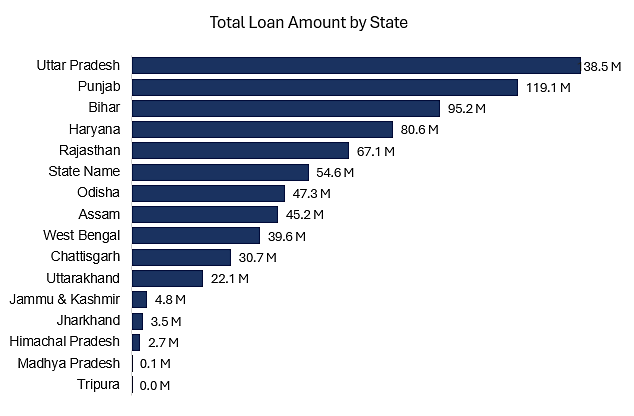 Total Loan Amount by State
Uttar Pradesh 38.5 M
Punjab 119.1 M
Bihar 95.2 M
Haryana 80.6 M
Rajasthan 67.1 M
State Name 54.6 M
Odisha 47.3 M
Assam 45.2 M
West Bengal 39.6 M
Chattisgarh 30.7 M
Uttarakhand 22.1 M
Jammu & Kashmir 4.8 M
Jharkhand 3.5 M
Himachal Pradesh 2.7 M
Madhya Pradesh 0.1 M
Tripura 0.0 M